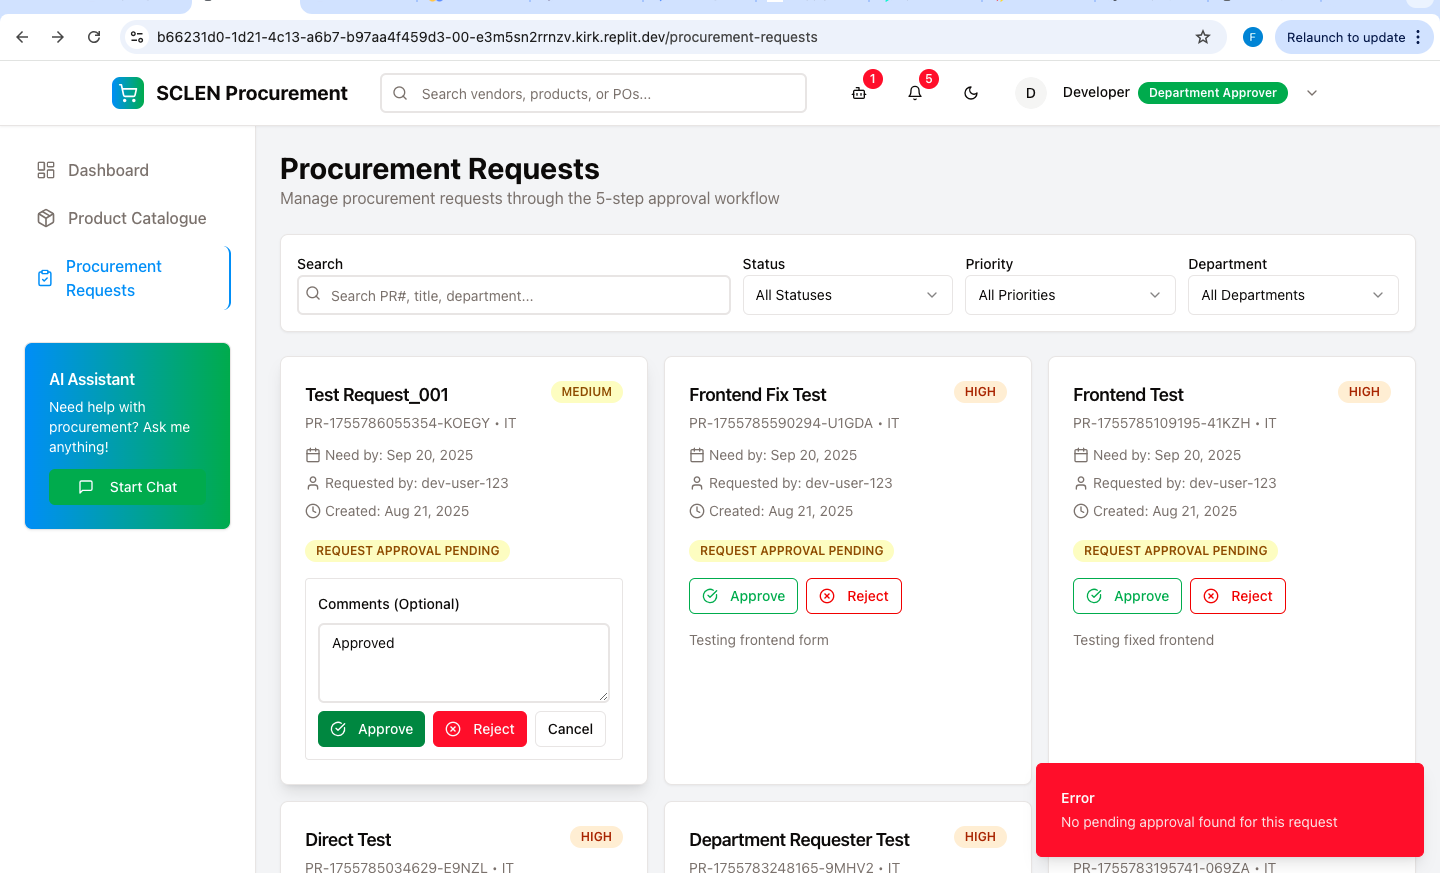 b66231d0-1d21-4c13-a6b7-b97aa4f459d3-00-e3m5sn2rrnzv.kirk.replit.dev/procurement-requests
F
Relaunch to update
SCLEN Procurement
Search vendors, products, or POs...
1
5
D
Developer
Department Approver
Dashboard
Product Catalogue
Procurement
Requests
AI Assistant
Need help with
procurement? Ask me
anything!
Start Chat
Procurement Requests
Manage procurement requests through the 5-step approval workflow
Search
Search PR#, title, department...
Status
All Statuses
Priority
All Priorities
Department
All Departments
Test Request_001
MEDIUM
PR-1755786055354-KOEGY • IT
Need by: Sep 20, 2025
Requested by: dev-user-123
Created: Aug 21, 2025
REQUEST APPROVAL PENDING
Comments (Optional)
Approved
Approve
Reject
Cancel
Frontend Fix Test
HIGH
PR-1755785590294-U1GDA • IT
Need by: Sep 20, 2025
Requested by: dev-user-123
Created: Aug 21, 2025
REQUEST APPROVAL PENDING
Approve
Reject
Testing frontend form
Frontend Test
HIGH
PR-1755785109195-41KZH • IT
Need by: Sep 20, 2025
Requested by: dev-user-123
Created: Aug 21, 2025
REQUEST APPROVAL PENDING
Approve
Reject
Testing fixed frontend
Direct Test
HIGH
PR-1755785034629-E9NZL • IT
Department Requester Test
HIGH
PR-1755783248165-9MHV2 • IT
PR-1755783195741-069ZA • IT
Error
No pending approval found for this request